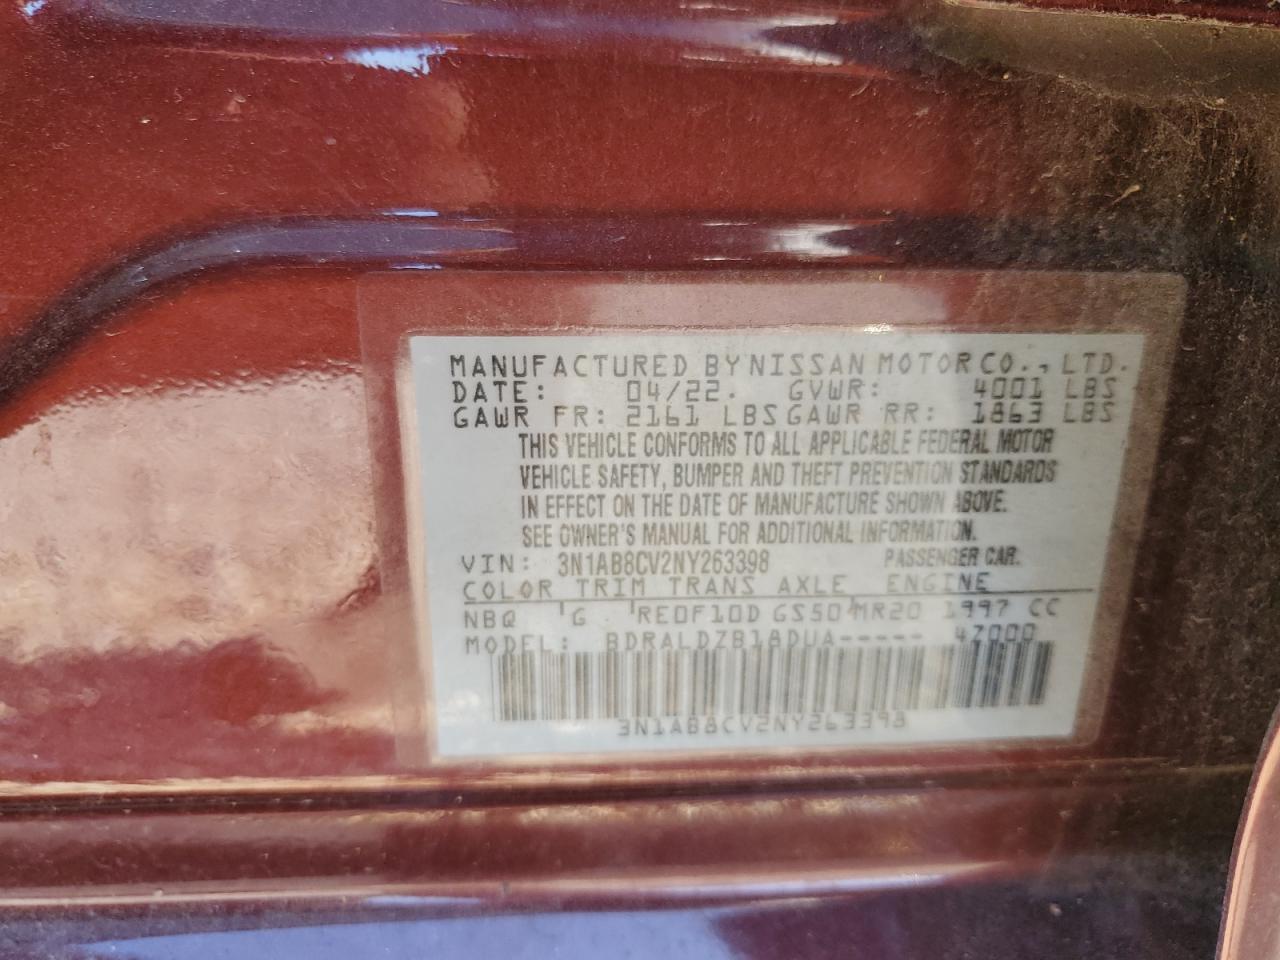 MANUFACTURED BY NISSAN MOTOR CO., LTD.
DATE: 04/22. GVWR: 4001 LBS
GAWR FR: 2161 LBS GAWR RR: 1863 LBS
THIS VEHICLE CONFORMS TO ALL APPLICABLE FEDERAL MOTOR
VEHICLE SAFETY, BUMPER AND THEFT PREVENTION STANDARDS
IN EFFECT ON THE DATE OF MANUFACTURE SHOWN ABOVE.
SEE OWNER'S MANUAL FOR ADDITIONAL INFORMATION.
VIN: 3N1AB8CV2NY263398 PASSENGER CAR.
COLOR TRIM TRANS AXLE ENGINE
NBQ G RE0F10D GS50 MR20 1997 CC
MODEL: BDRALDZB18DUA----- 47000
3N1AB8CV2NY263398